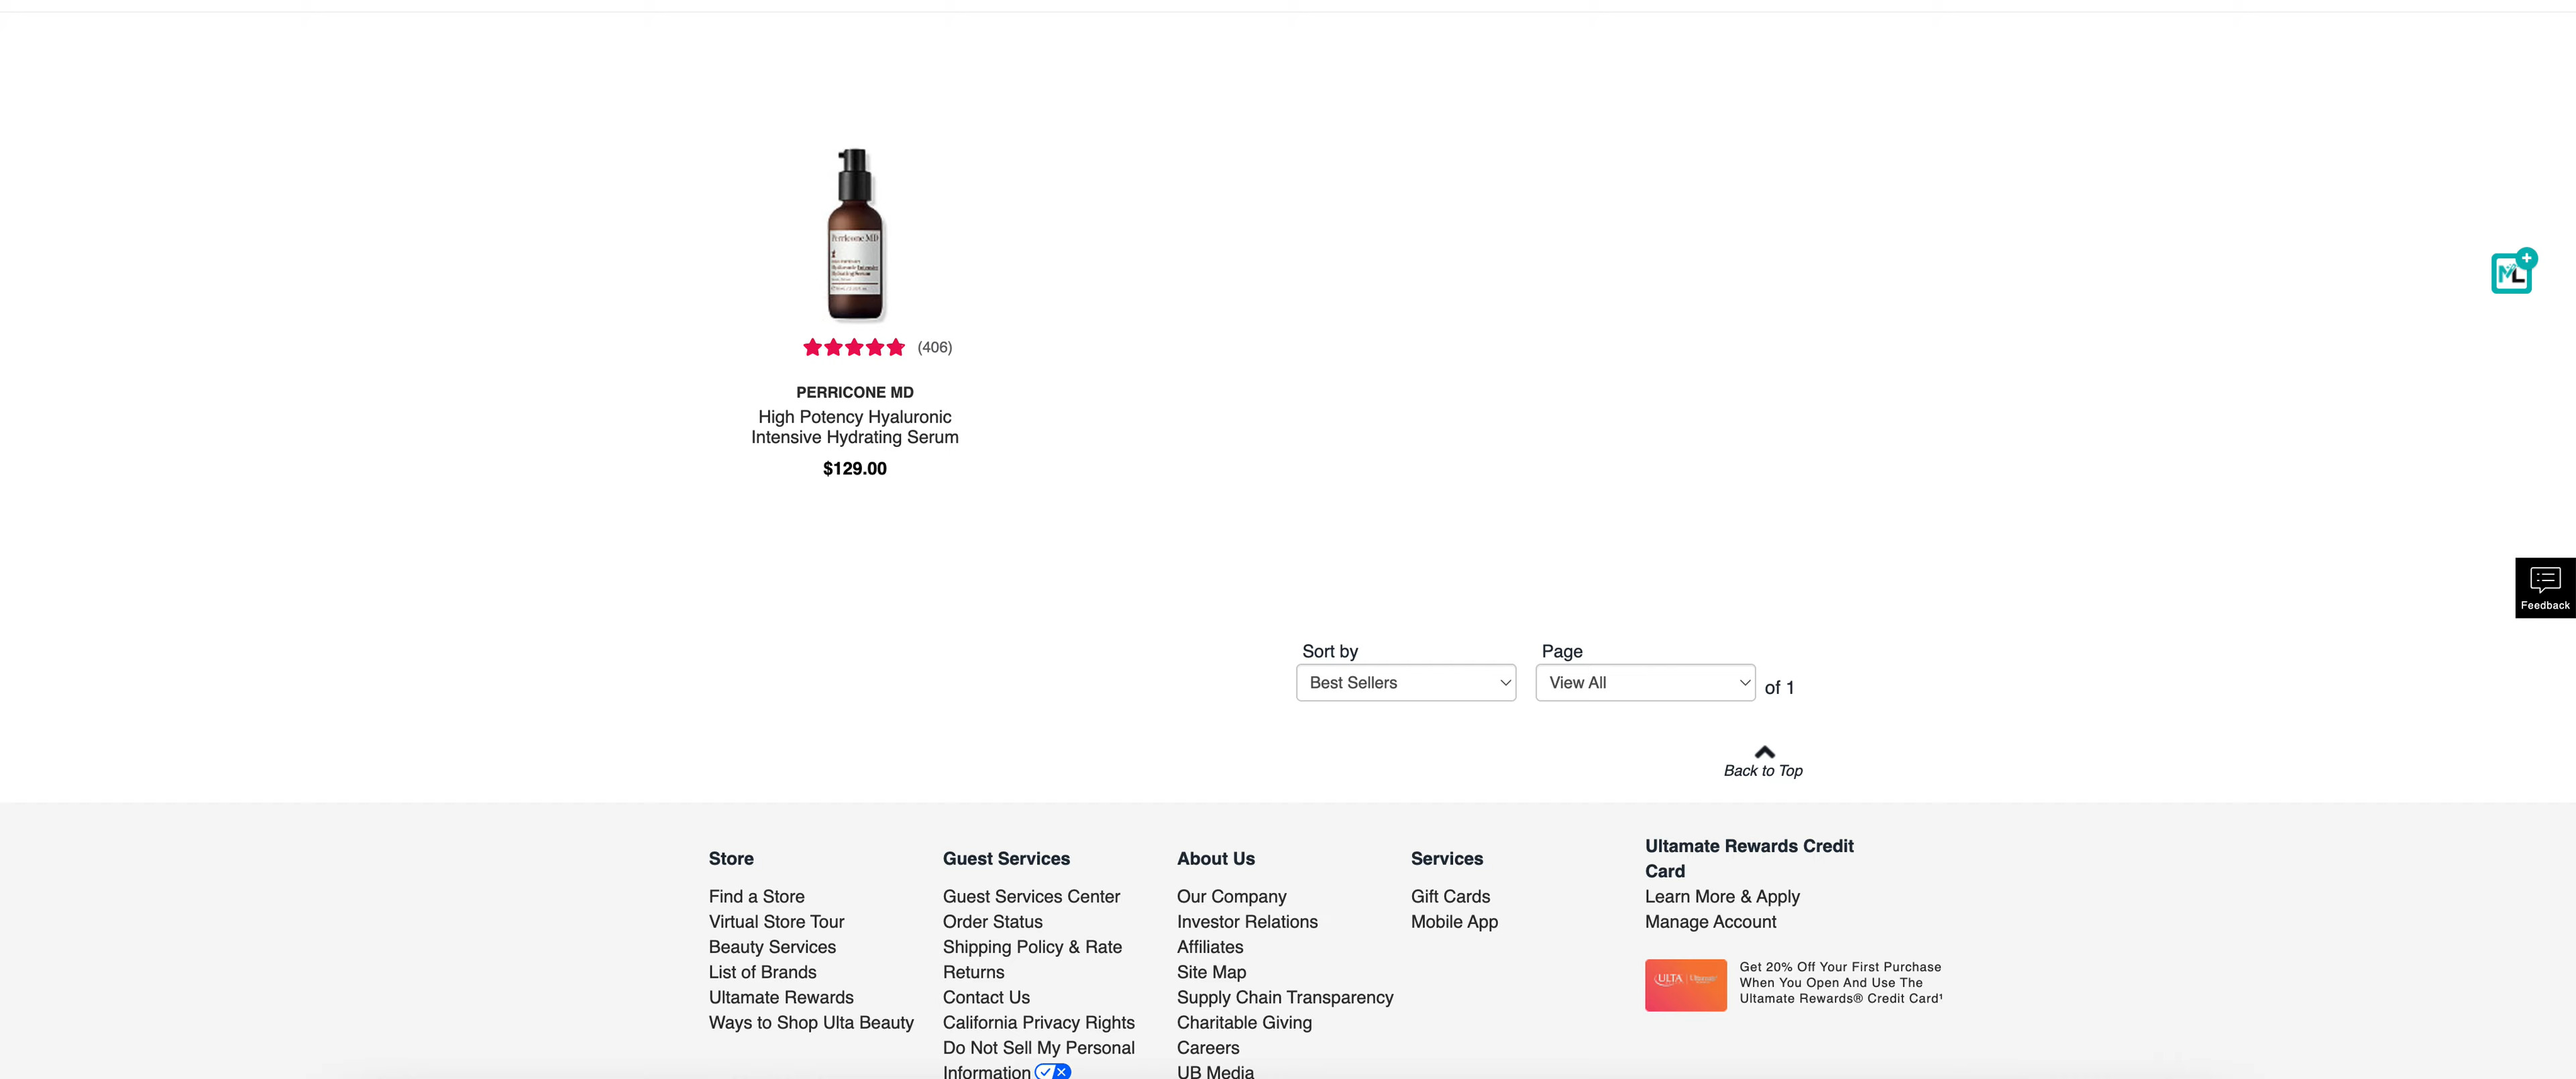 Perricone MD
(406)
PERRICONE MD
High Potency Hyaluronic
Intensive Hydrating Serum
$129.00
ML
Feedback
Sort by
Page
Best Sellers
View All
of 1
Back to Top
Store
Find a Store
Virtual Store Tour
Beauty Services
List of Brands
Ultamate Rewards
Ways to Shop Ulta Beauty
Guest Services
Guest Services Center
Order Status
Shipping Policy & Rate
Returns
Contact Us
California Privacy Rights
Do Not Sell My Personal
Information
About Us
Our Company
Investor Relations
Affiliates
Site Map
Supply Chain Transparency
Charitable Giving
Careers
UB Media
Services
Gift Cards
Mobile App
Ultamate Rewards Credit
Card
Learn More & Apply
Manage Account
ULTA
Get 20% Off Your First Purchase
When You Open And Use The
Ultamate Rewards® Credit Card¹